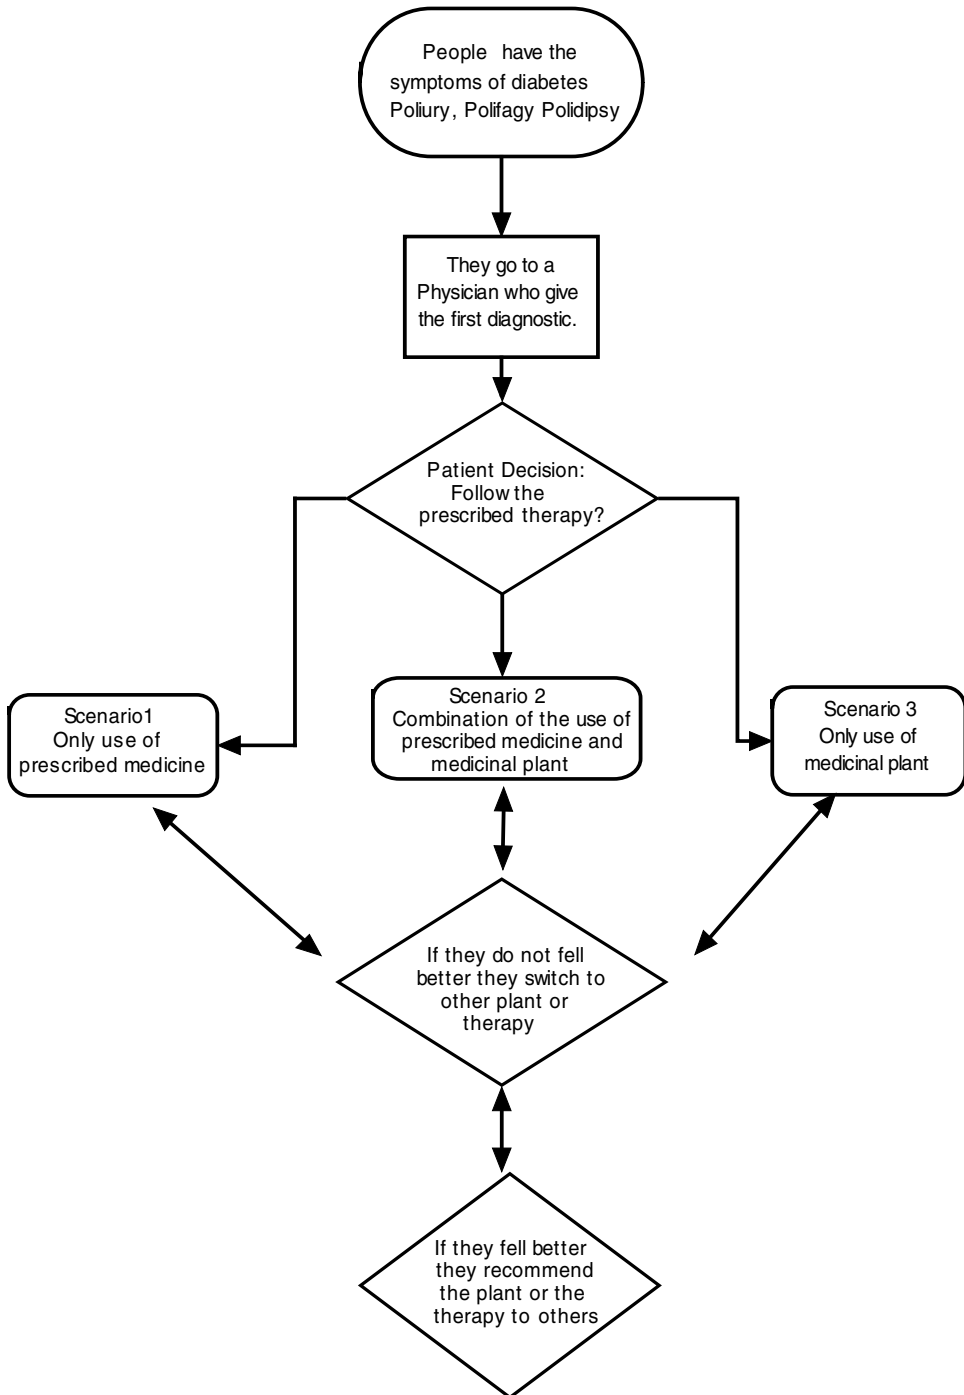 People have the
symptoms of diabetes
Poliury, Polifagy Polidipsy
They go to a
Physician who give
the first diagnostic.
Patient Decision:
Follow the
prescribed therapy?
Scenario1
Only use of
prescribed medicine
Scenario 2
Combination of the use of
prescribed medicine and
medicinal plant
Scenario 3
Only use of
medicinal plant
If they do not fell
better they switch to
other plant or
therapy
If they fell better
they recommend
the plant or the
therapy to others